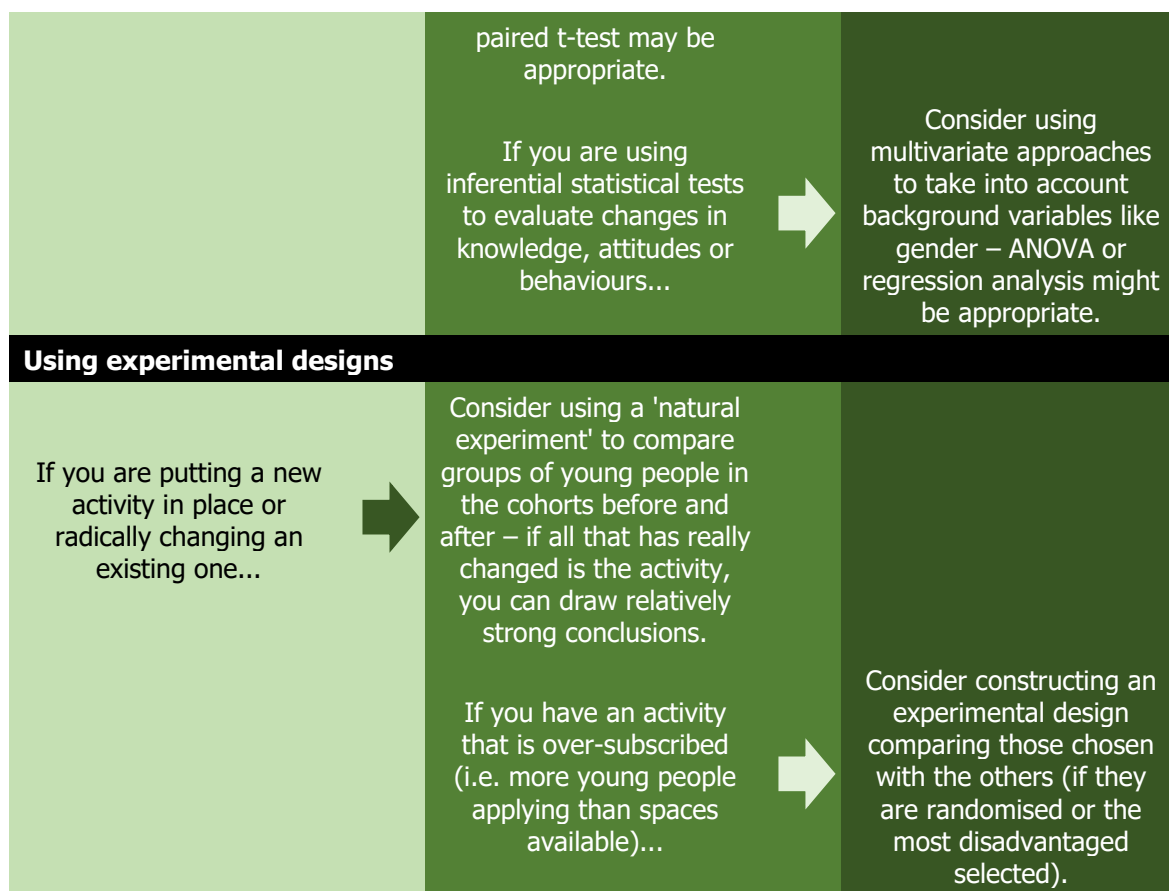 paired t-test may be
appropriate.
If you are using
inferential statistical tests
to evaluate changes in
knowledge, attitudes or
behaviours...
Consider using
multivariate approaches
to take into account
background variables like
gender – ANOVA or
regression analysis might
be appropriate.
Using experimental designs
If you are putting a new
activity in place or
radically changing an
existing one...
Consider using a 'natural
experiment' to compare
groups of young people in
the cohorts before and
after – if all that has really
changed is the activity,
you can draw relatively
strong conclusions.
If you have an activity
that is over-subscribed
(i.e. more young people
applying than spaces
available)...
Consider constructing an
experimental design
comparing those chosen
with the others (if they
are randomised or the
most disadvantaged
selected).